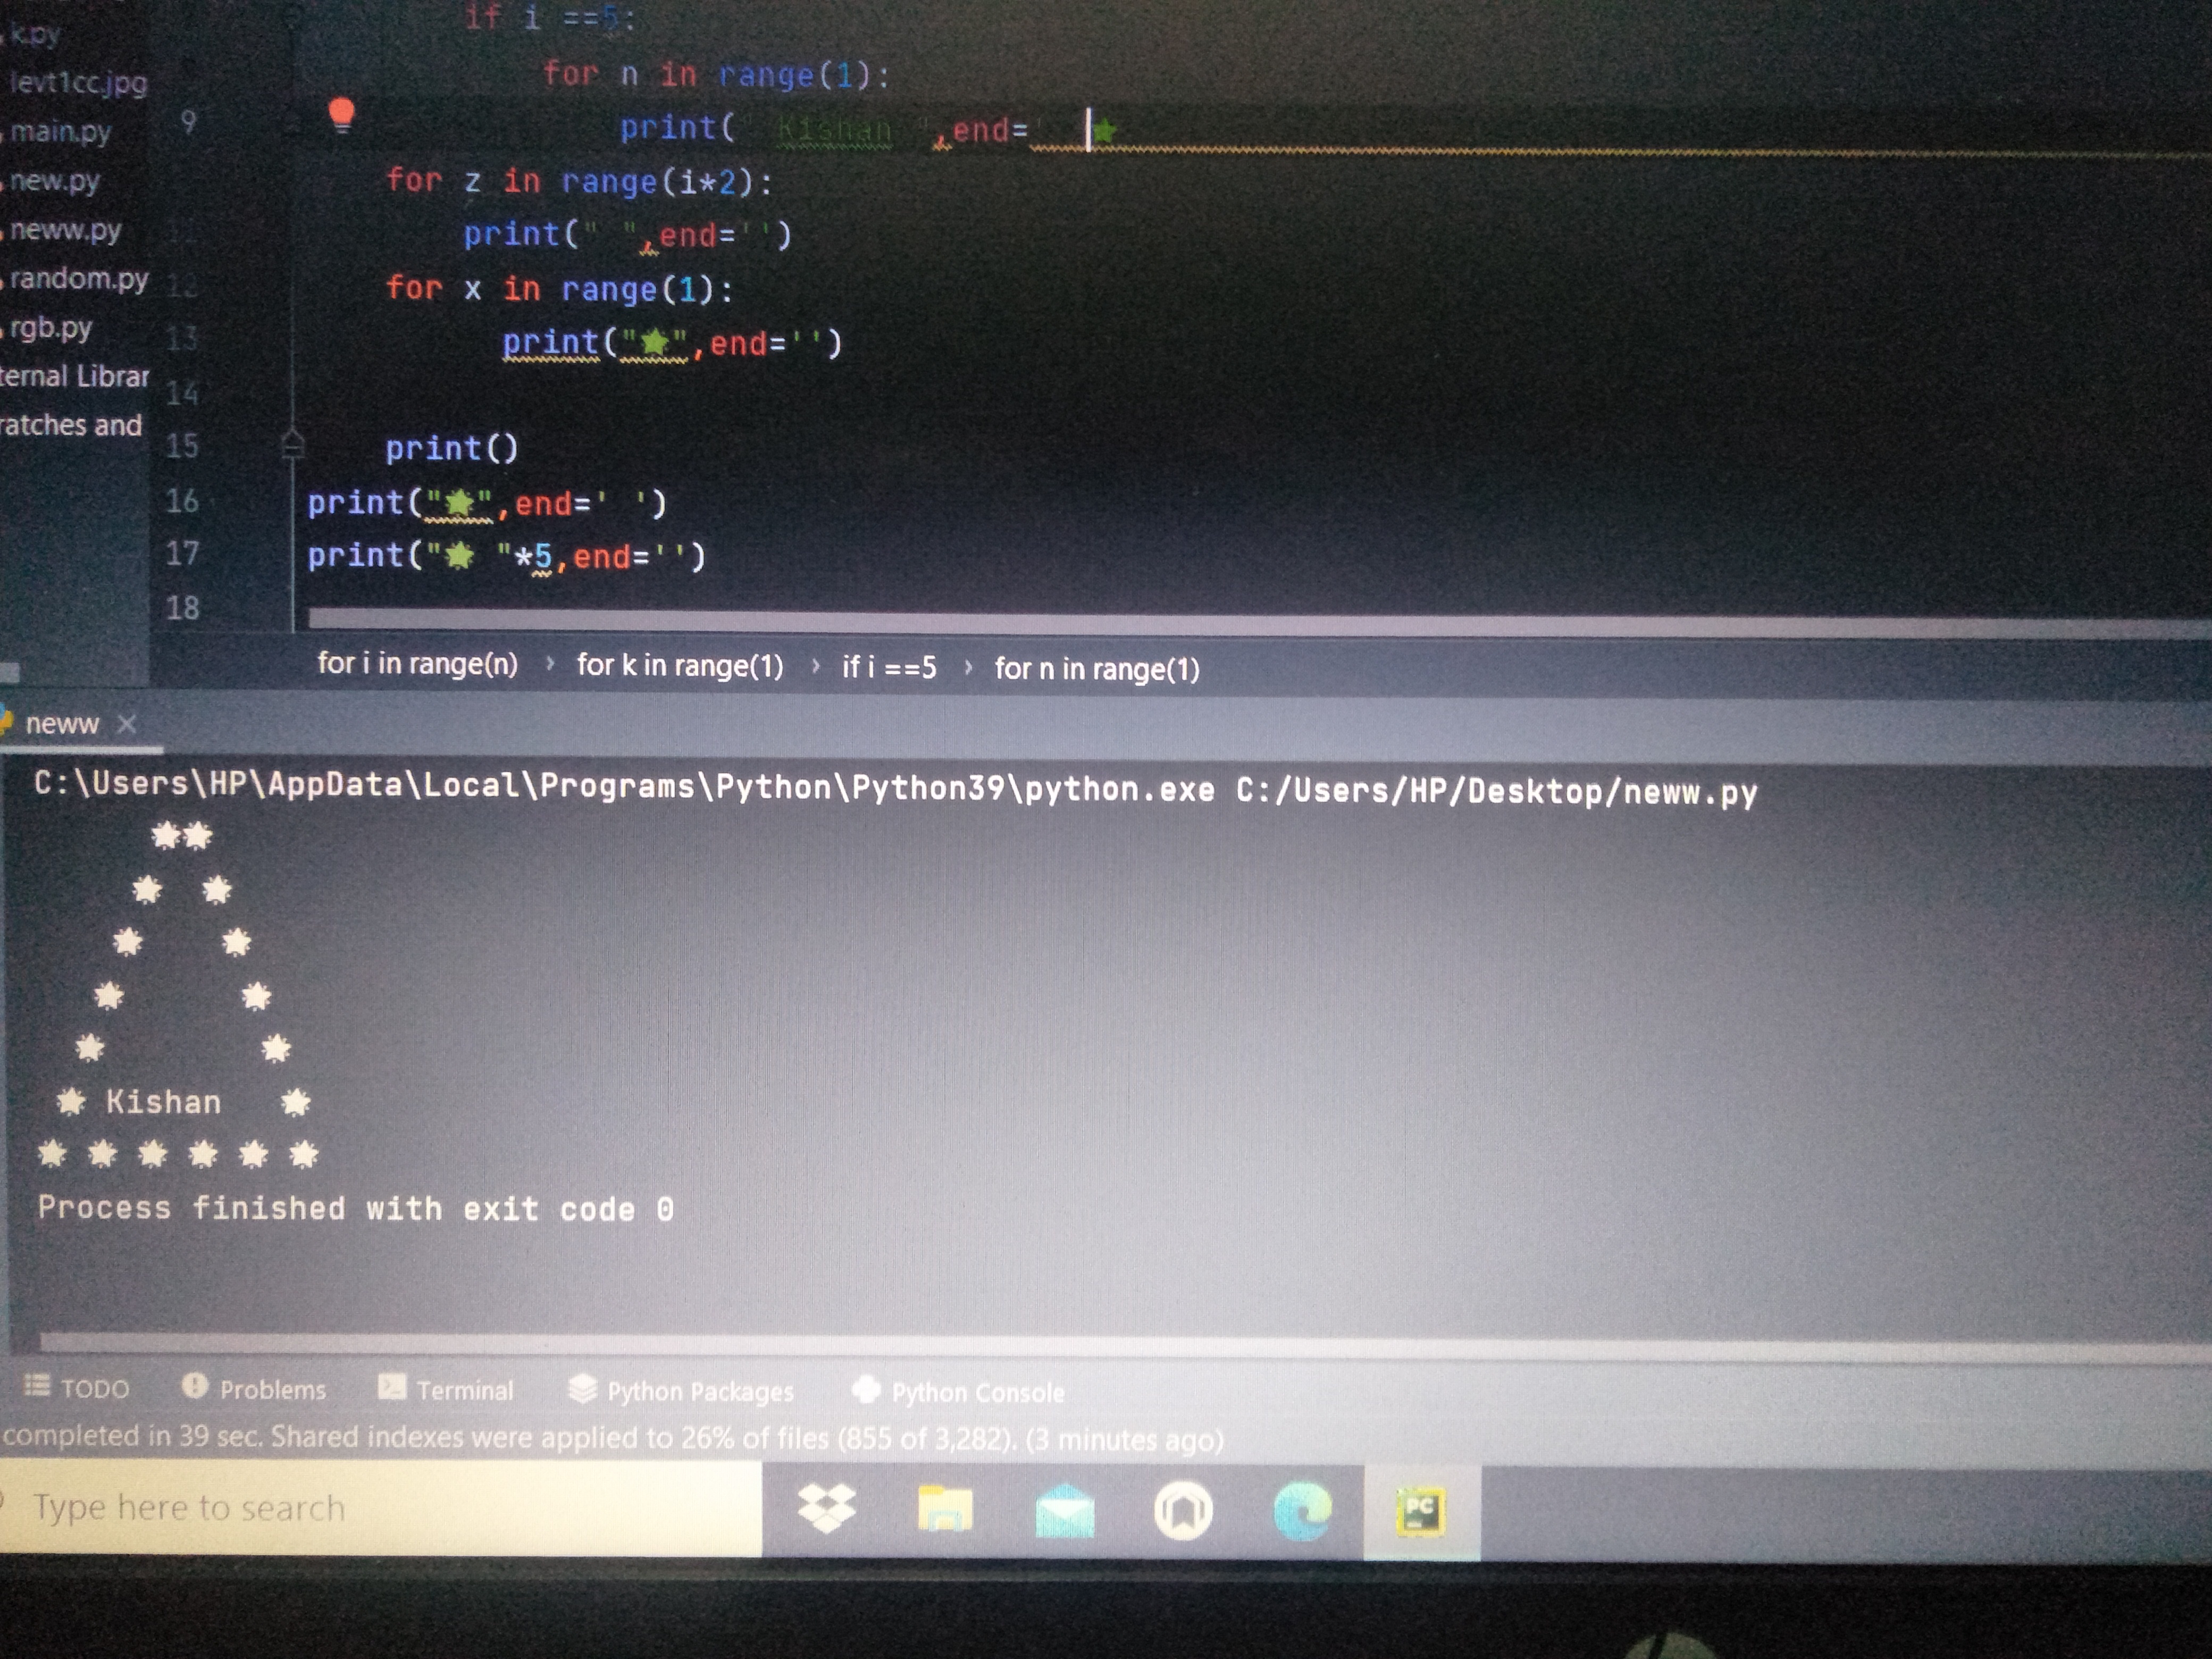 k.py
levt1cc.jpg
main.py
new.py
neww.py
random.py
rgb.py
ternal Librar
ratches and
if i ==5:
for n in range(1):
9 print(" Kishan ",end=' ★
for z in range(i*2):
11 print(" ",end='')
12 for x in range(1):
13 print("★",end='')
14
15 print()
16 print("★",end=' ')
17 print("★ "*5,end='')
18
for i in range(n) › for k in range(1) › if i ==5 › for n in range(1)
neww ×
C:\Users\HP\AppData\Local\Programs\Python\Python39\python.exe C:/Users/HP/Desktop/neww.py
★★
★ ★
★ ★
★ ★
★ ★
★ Kishan ★
★ ★ ★ ★ ★ ★
Process finished with exit code 0
TODO Problems Terminal Python Packages Python Console
completed in 39 sec. Shared indexes were applied to 26% of files (855 of 3,282). (3 minutes ago)
Type here to search
PC